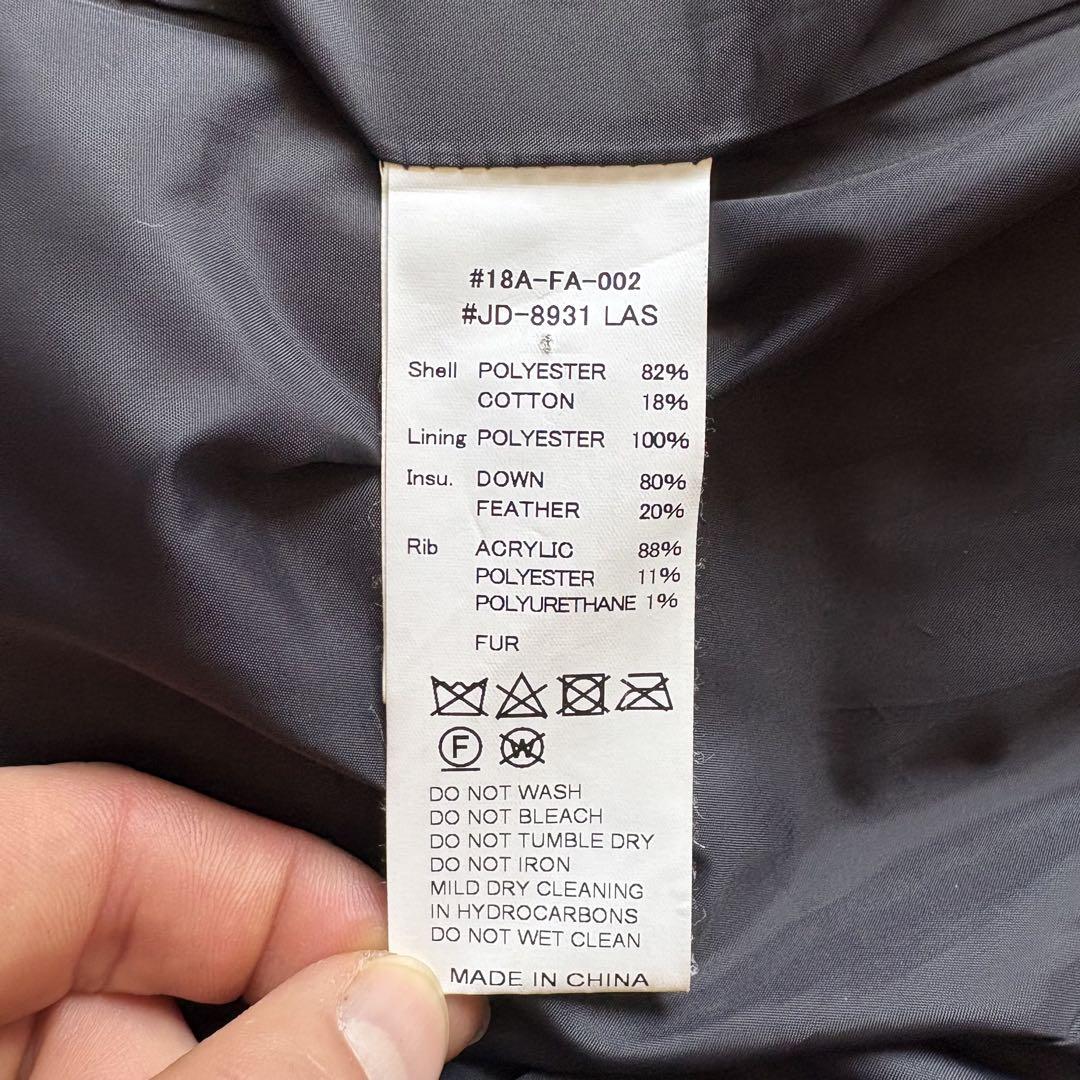 #18A-FA-002
#JD-8931 LAS
Shell POLYESTER 82%
COTTON 18%
Lining POLYESTER 100%
Insu. DOWN 80%
FEATHER 20%
Rib ACRYLIC 88%
POLYESTER 11%
POLYURETHANE 1%
FUR
F W
DO NOT WASH
DO NOT BLEACH
DO NOT TUMBLE DRY
DO NOT IRON
MILD DRY CLEANING
IN HYDROCARBONS
DO NOT WET CLEAN
MADE IN CHINA